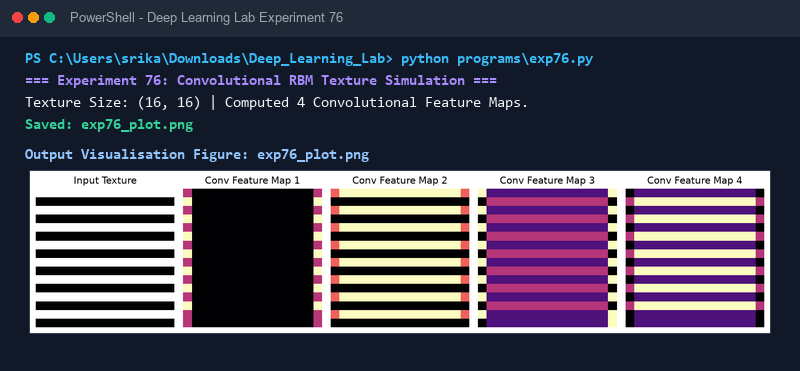 PowerShell - Deep Learning Lab Experiment 76
PS C:\Users\srika\Downloads\Deep_Learning_Lab> python programs\exp76.py
=== Experiment 76: Convolutional RBM Texture Simulation ===
Texture Size: (16, 16) | Computed 4 Convolutional Feature Maps.
Saved: exp76_plot.png
Output Visualisation Figure: exp76_plot.png
Input Texture Conv Feature Map 1 Conv Feature Map 2 Conv Feature Map 3 Conv Feature Map 4